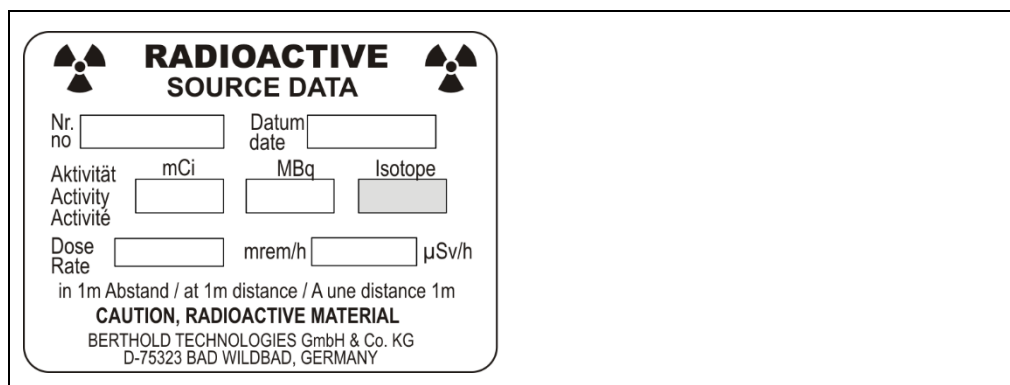 RADIOACTIVE
SOURCE DATA
Nr. Datum
no date
mCi MBq Isotope
Aktivität
Activity
Activité
Dose mrem/h µSv/h
Rate
in 1m Abstand / at 1m distance / A une distance 1m
CAUTION, RADIOACTIVE MATERIAL
BERTHOLD TECHNOLOGIES GmbH & Co. KG
D-75323 BAD WILDBAD, GERMANY